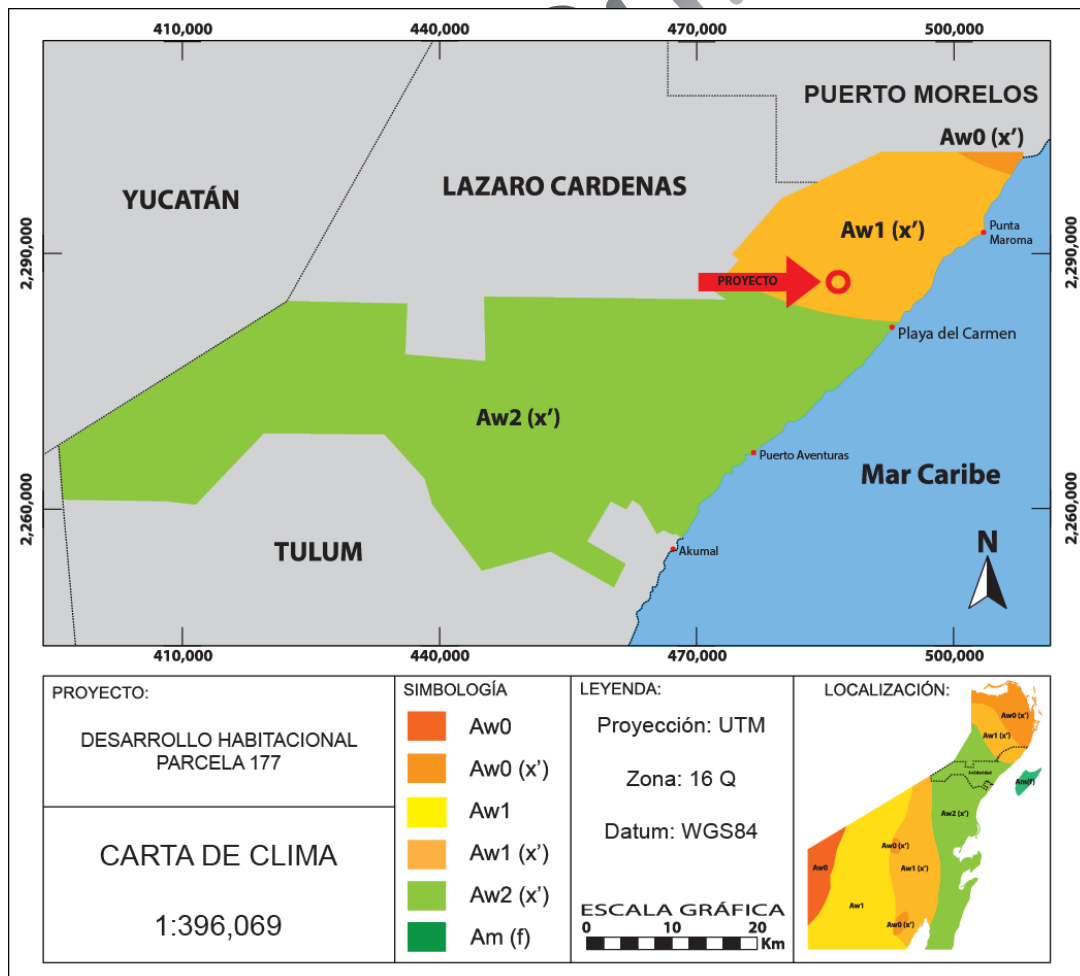 410,000 440,000 470,000 500,000
PUERTO MORELOS
Aw0 (x')
YUCATÁN
LAZARO CARDENAS
Aw1 (x')
Punta
Maroma
2,290,000 2,290,000
PROYECTO
Playa del Carmen
Aw2 (x')
Puerto Aventuras
Mar Caribe
2,260,000 2,260,000
TULUM
Akumal
N
410,000 440,000 470,000 500,000
PROYECTO:
DESARROLLO HABITACIONAL
PARCELA 177
CARTA DE CLIMA
1:396,069
SIMBOLOGÍA
Aw0
Aw0 (x')
Aw1
Aw1 (x')
Aw2 (x')
Am (f)
LEYENDA:
Proyección: UTM
Zona: 16 Q
Datum: WGS84
ESCALA GRÁFICA
0 10 20
Km
LOCALIZACIÓN:
Aw0 (x')
Aw1 (x')
Am(f)
Aw2 (x')
Aw0 (x')
Aw0
Aw1 (x')
Aw1
Aw0 (x')